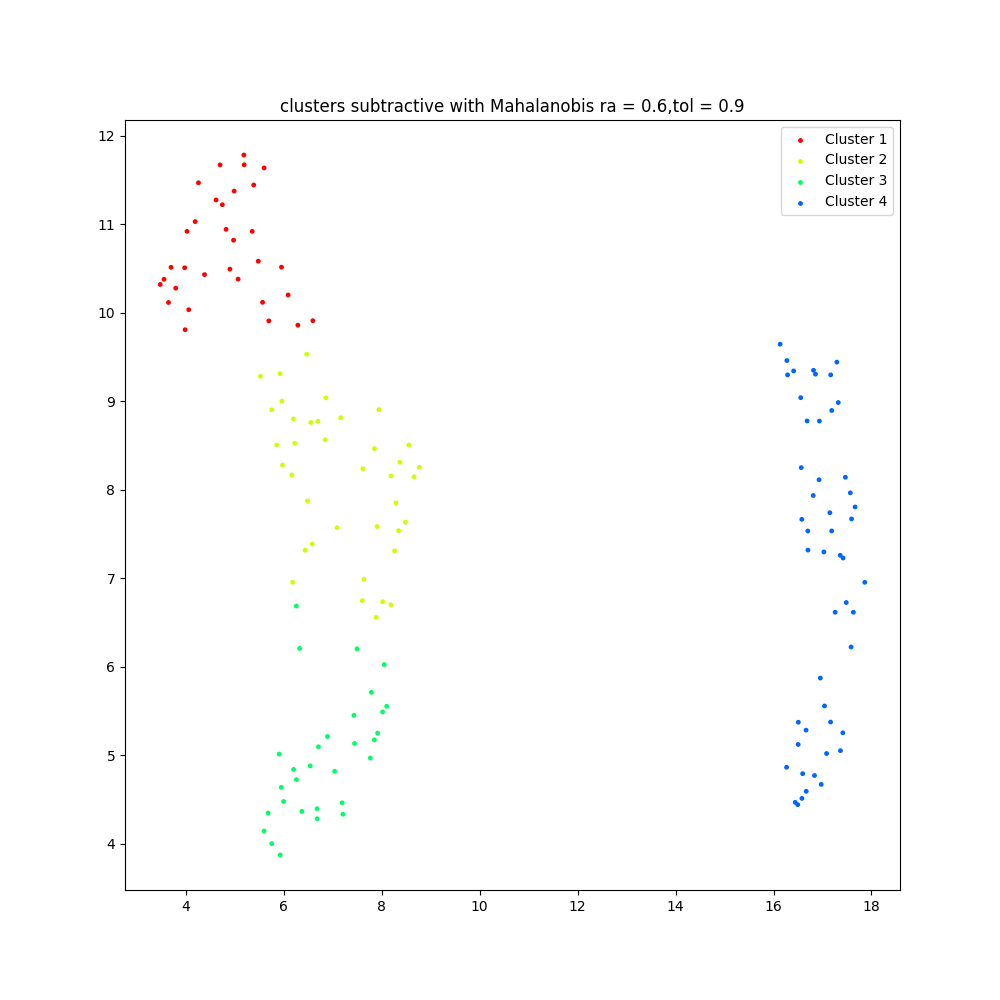 clusters subtractive with Mahalanobis ra = 0.6,tol = 0.9
Cluster 1
Cluster 2
Cluster 3
Cluster 4
12
11
10
9
8
7
6
5
4
4 6 8 10 12 14 16 18